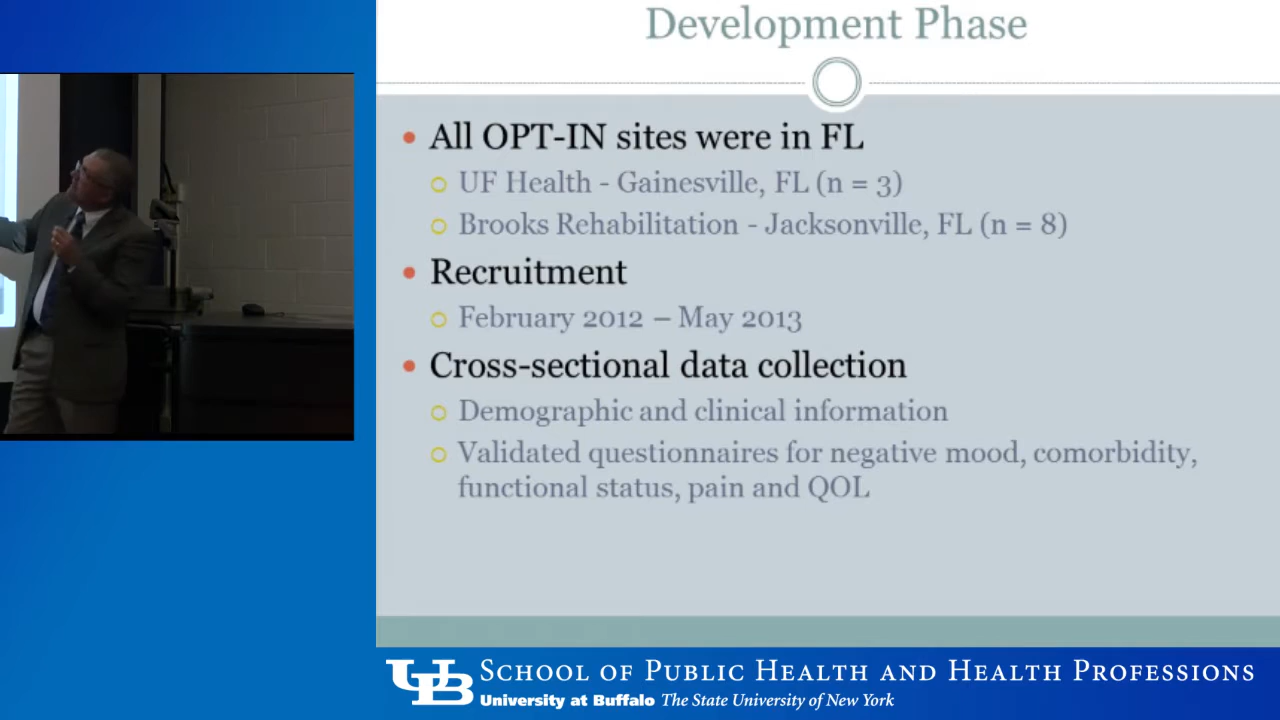 Development Phase
All OPT-IN sites were in FL
UF Health - Gainesville, FL (n = 3)
Brooks Rehabilitation - Jacksonville, FL (n = 8)
Recruitment
February 2012 – May 2013
Cross-sectional data collection
Demographic and clinical information
Validated questionnaires for negative mood, comorbidity,
functional status, pain and QOL
UB School of Public Health and Health Professions
University at Buffalo The State University of New York